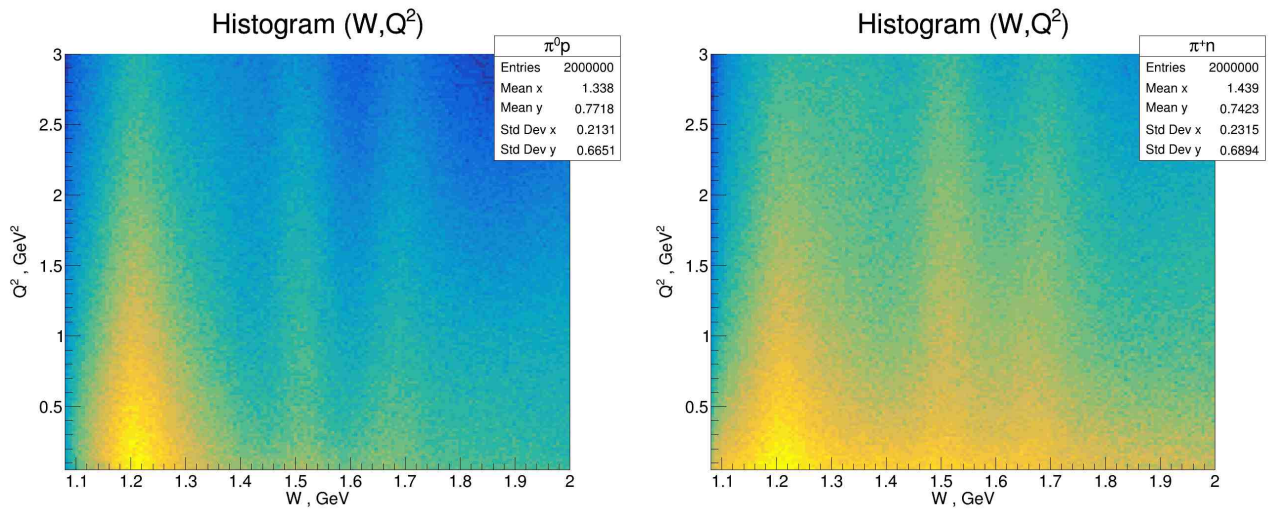 Histogram (W,Q²)
π⁰p
Entries 2000000
Mean x 1.338
Mean y 0.7718
Std Dev x 0.2131
Std Dev y 0.6651
3
2.5
2
1.5
1
0.5
Q² , GeV²
1.1 1.2 1.3 1.4 1.5 1.6 1.7 1.8 1.9 2
W , GeV
Histogram (W,Q²)
π⁺n
Entries 2000000
Mean x 1.439
Mean y 0.7423
Std Dev x 0.2315
Std Dev y 0.6894
3
2.5
2
1.5
1
0.5
Q² , GeV²
1.1 1.2 1.3 1.4 1.5 1.6 1.7 1.8 1.9 2
W , GeV